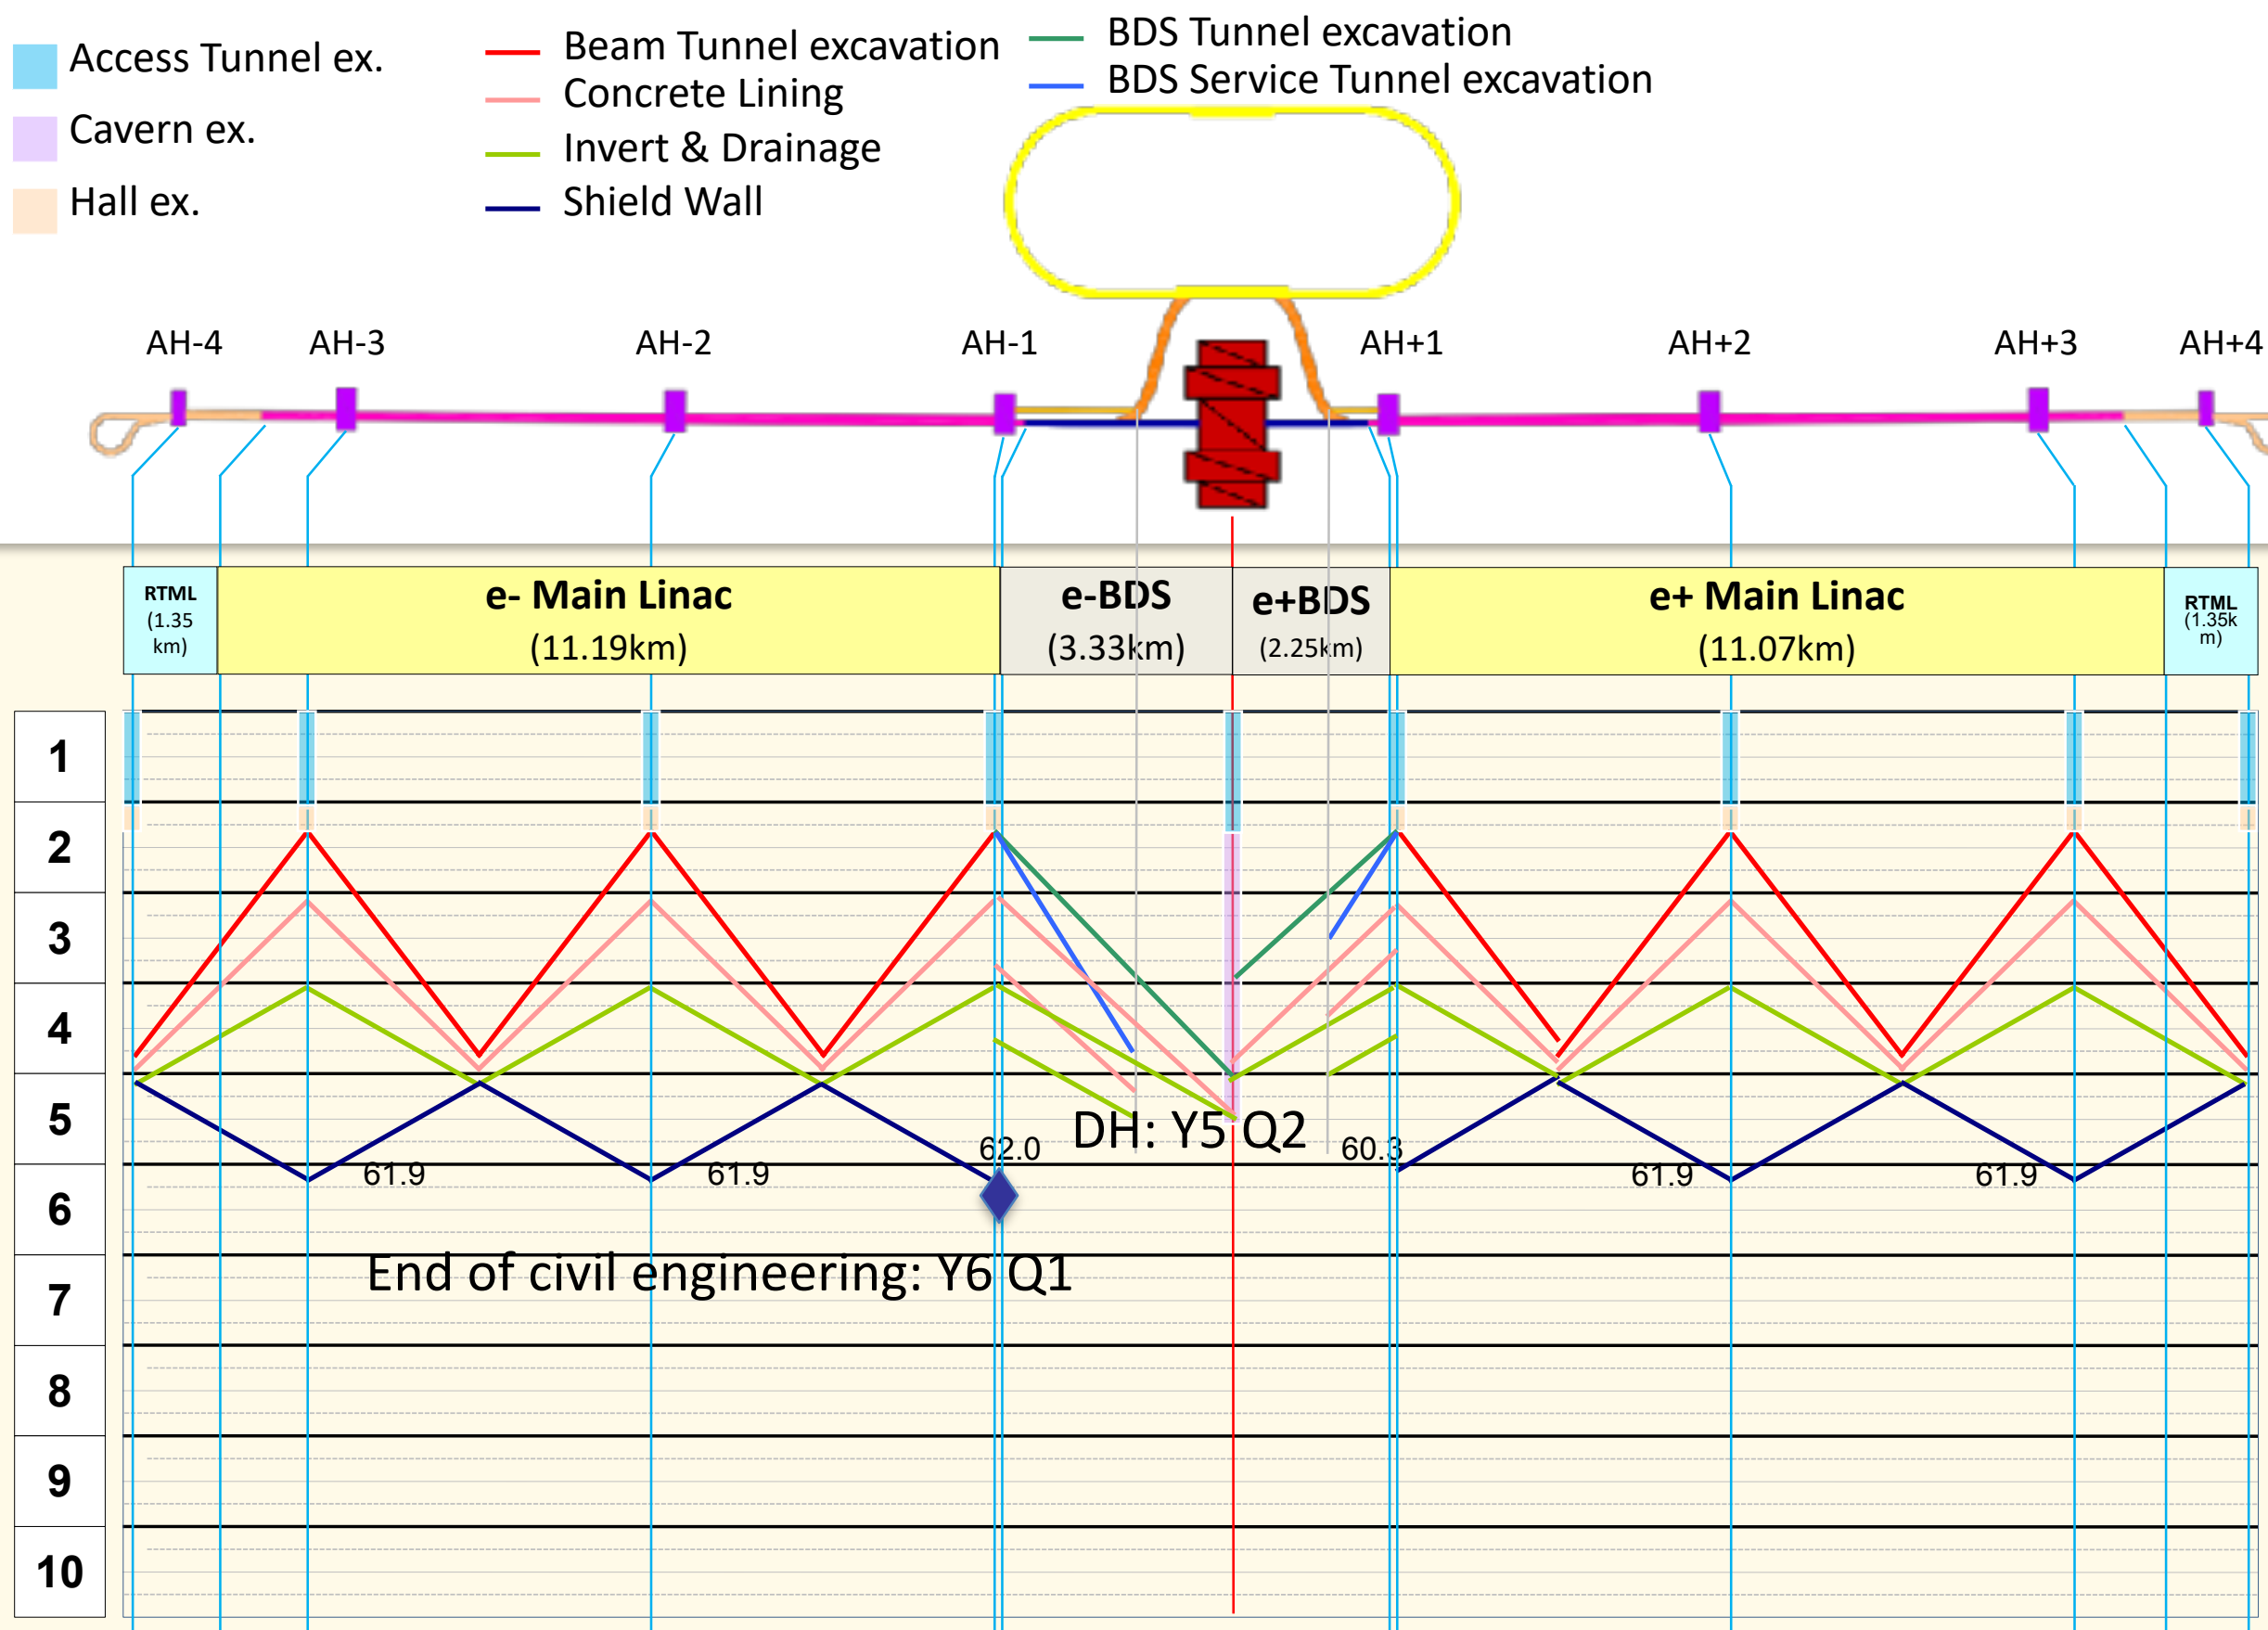 Access Tunnel ex.
Cavern ex.
Hall ex.
Beam Tunnel excavation
Concrete Lining
Invert & Drainage
Shield Wall
BDS Tunnel excavation
BDS Service Tunnel excavation
AH-4
AH-3
AH-2
AH-1
AH+1
AH+2
AH+3
AH+4
RTML
(1.35
km)
e- Main Linac
(11.19km)
e-BDS
(3.33km)
e+BDS
(2.25km)
e+ Main Linac
(11.07km)
RTML
(1.35k
m)
1
2
3
4
5
6
7
8
9
10
DH: Y5 Q2
62.0
60.3
61.9
61.9
61.9
61.9
End of civil engineering: Y6 Q1